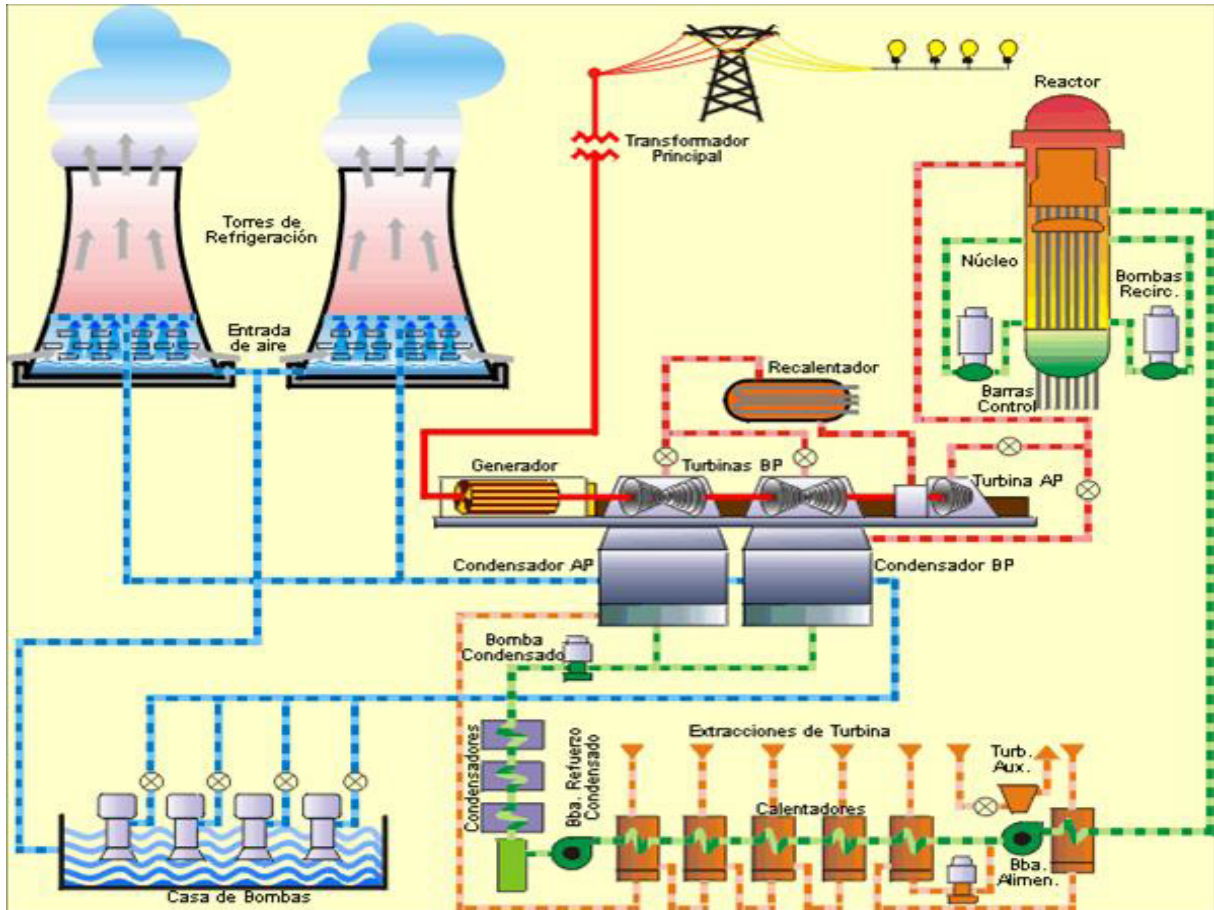 Reactor
Transformador
Principal
Torres de
Refrigeración
Núcleo
Bombas
Recirc.
Entrada
de aire
Recalentador
Barras
Control
Generador
Turbinas BP
Turbina AP
Condensador AP
Condensador BP
Bomba
Condensado
Condensadores
Bba. Refuerzo
Condensado
Extracciones de Turbina
Turb.
Aux.
Calentadores
Bba.
Alimen.
Casa de Bombas